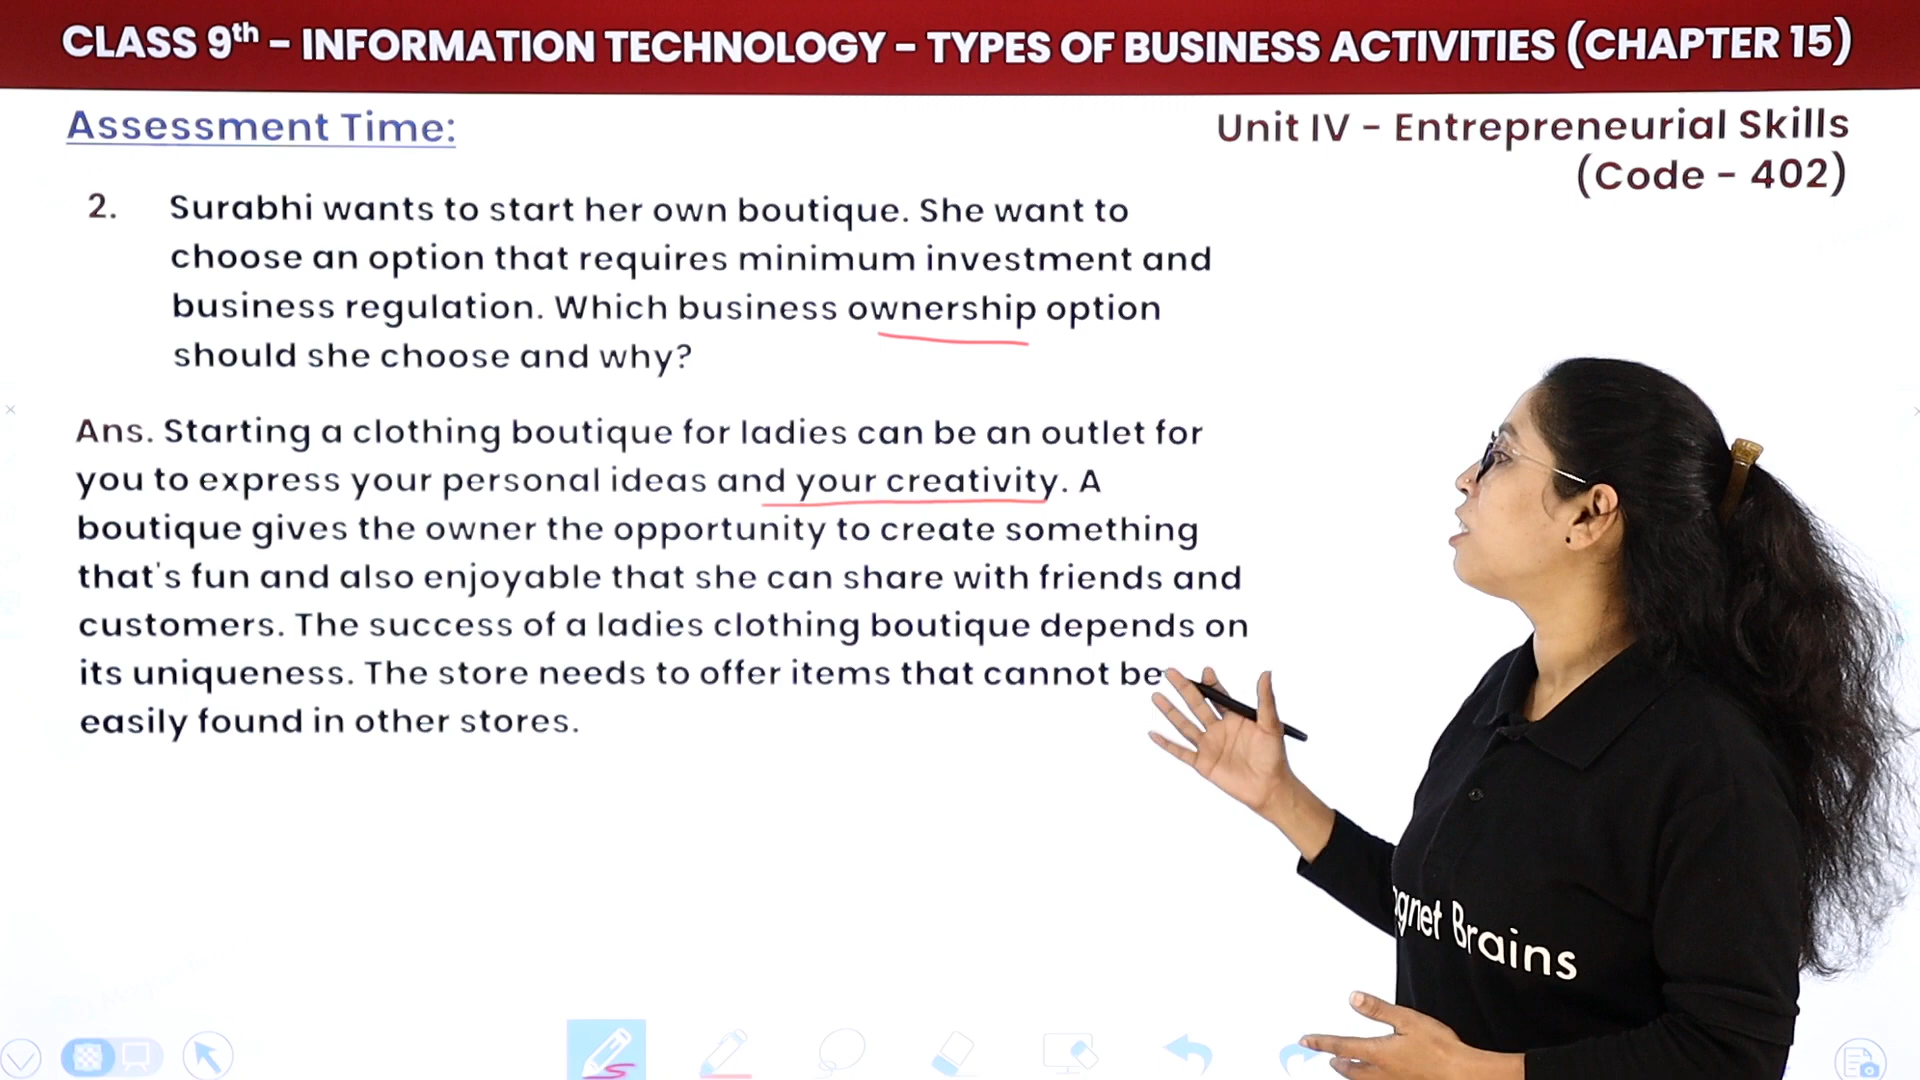 CLASS 9th – INFORMATION TECHNOLOGY – TYPES OF BUSINESS ACTIVITIES (CHAPTER 15)
Assessment Time:
Unit IV – Entrepreneurial Skills
(Code – 402)
2. Surabhi wants to start her own boutique. She want to
choose an option that requires minimum investment and
business regulation. Which business ownership option
should she choose and why?
Ans. Starting a clothing boutique for ladies can be an outlet for
you to express your personal ideas and your creativity. A
boutique gives the owner the opportunity to create something
that's fun and also enjoyable that she can share with friends and
customers. The success of a ladies clothing boutique depends on
its uniqueness. The store needs to offer items that cannot be
easily found in other stores.
gnet Brains